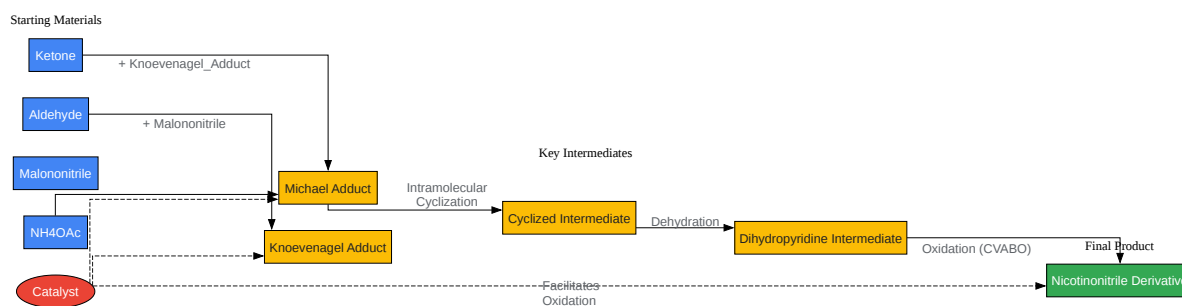 Starting Materials
Ketone
+ Knoevenagel_Adduct
Aldehyde
+ Malononitrile
Key Intermediates
Malononitrile
Michael Adduct
Intramolecular
Cyclization
Cyclized Intermediate
Dehydration
NH4OAc
Knoevenagel Adduct
Dihydropyridine Intermediate
Oxidation (CVABO)
Final Product
Catalyst
Facilitates
Oxidation
Nicotinonitrile Derivative